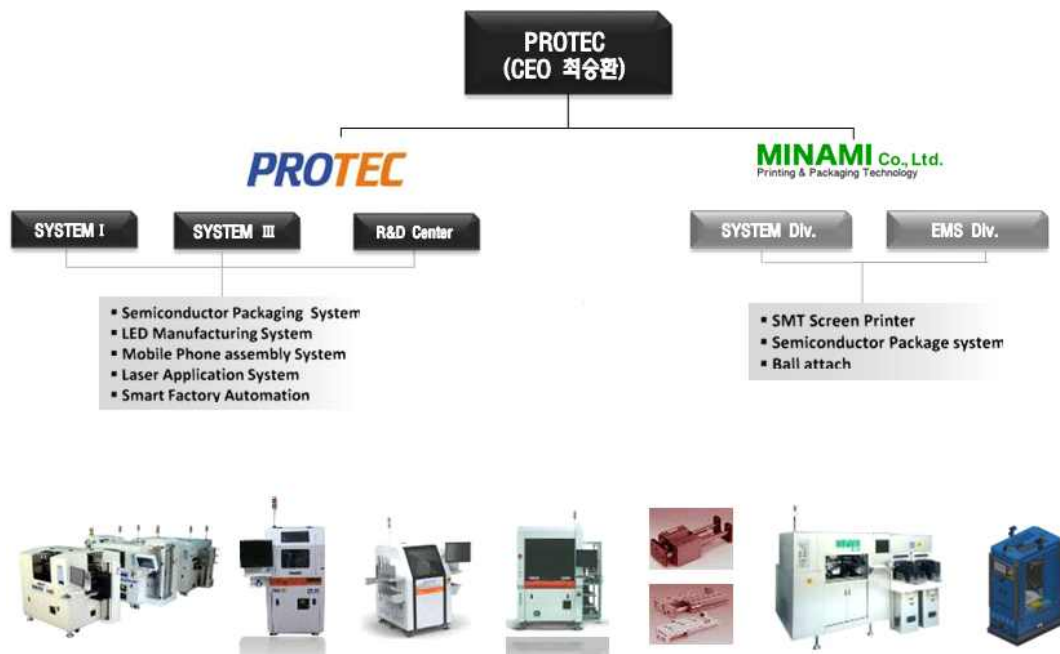 PROTEC
(CEO 최승환)
PROTEC
MINAMI Co., Ltd.
Printing & Packaging Technology
SYSTEM I
SYSTEM III
R&D Center
SYSTEM Div.
EMS Div.
▪ Semiconductor Packaging System
▪ LED Manufacturing System
▪ Mobile Phone assembly System
▪ Laser Application System
▪ Smart Factory Automation
▪ SMT Screen Printer
▪ Semiconductor Package system
▪ Ball attach
MINAMI